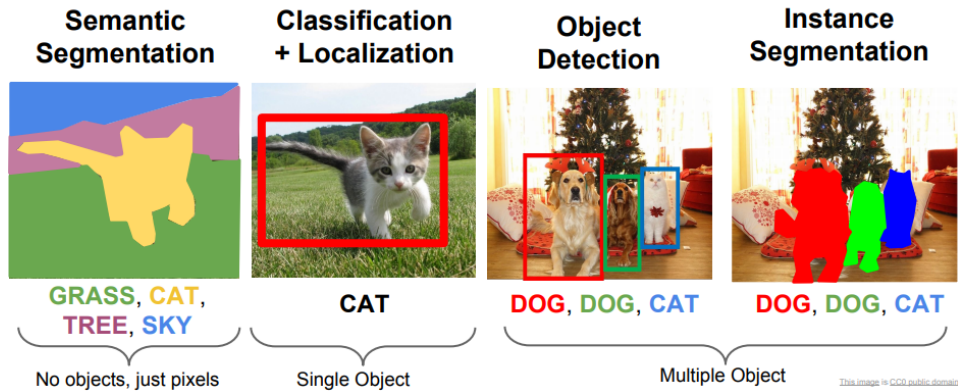 Semantic
Segmentation
Classification
+ Localization
Object
Detection
Instance
Segmentation
GRASS, CAT,
TREE, SKY
CAT
DOG, DOG, CAT
DOG, DOG, CAT
No objects, just pixels
Single Object
Multiple Object
This image is CC0 public domain